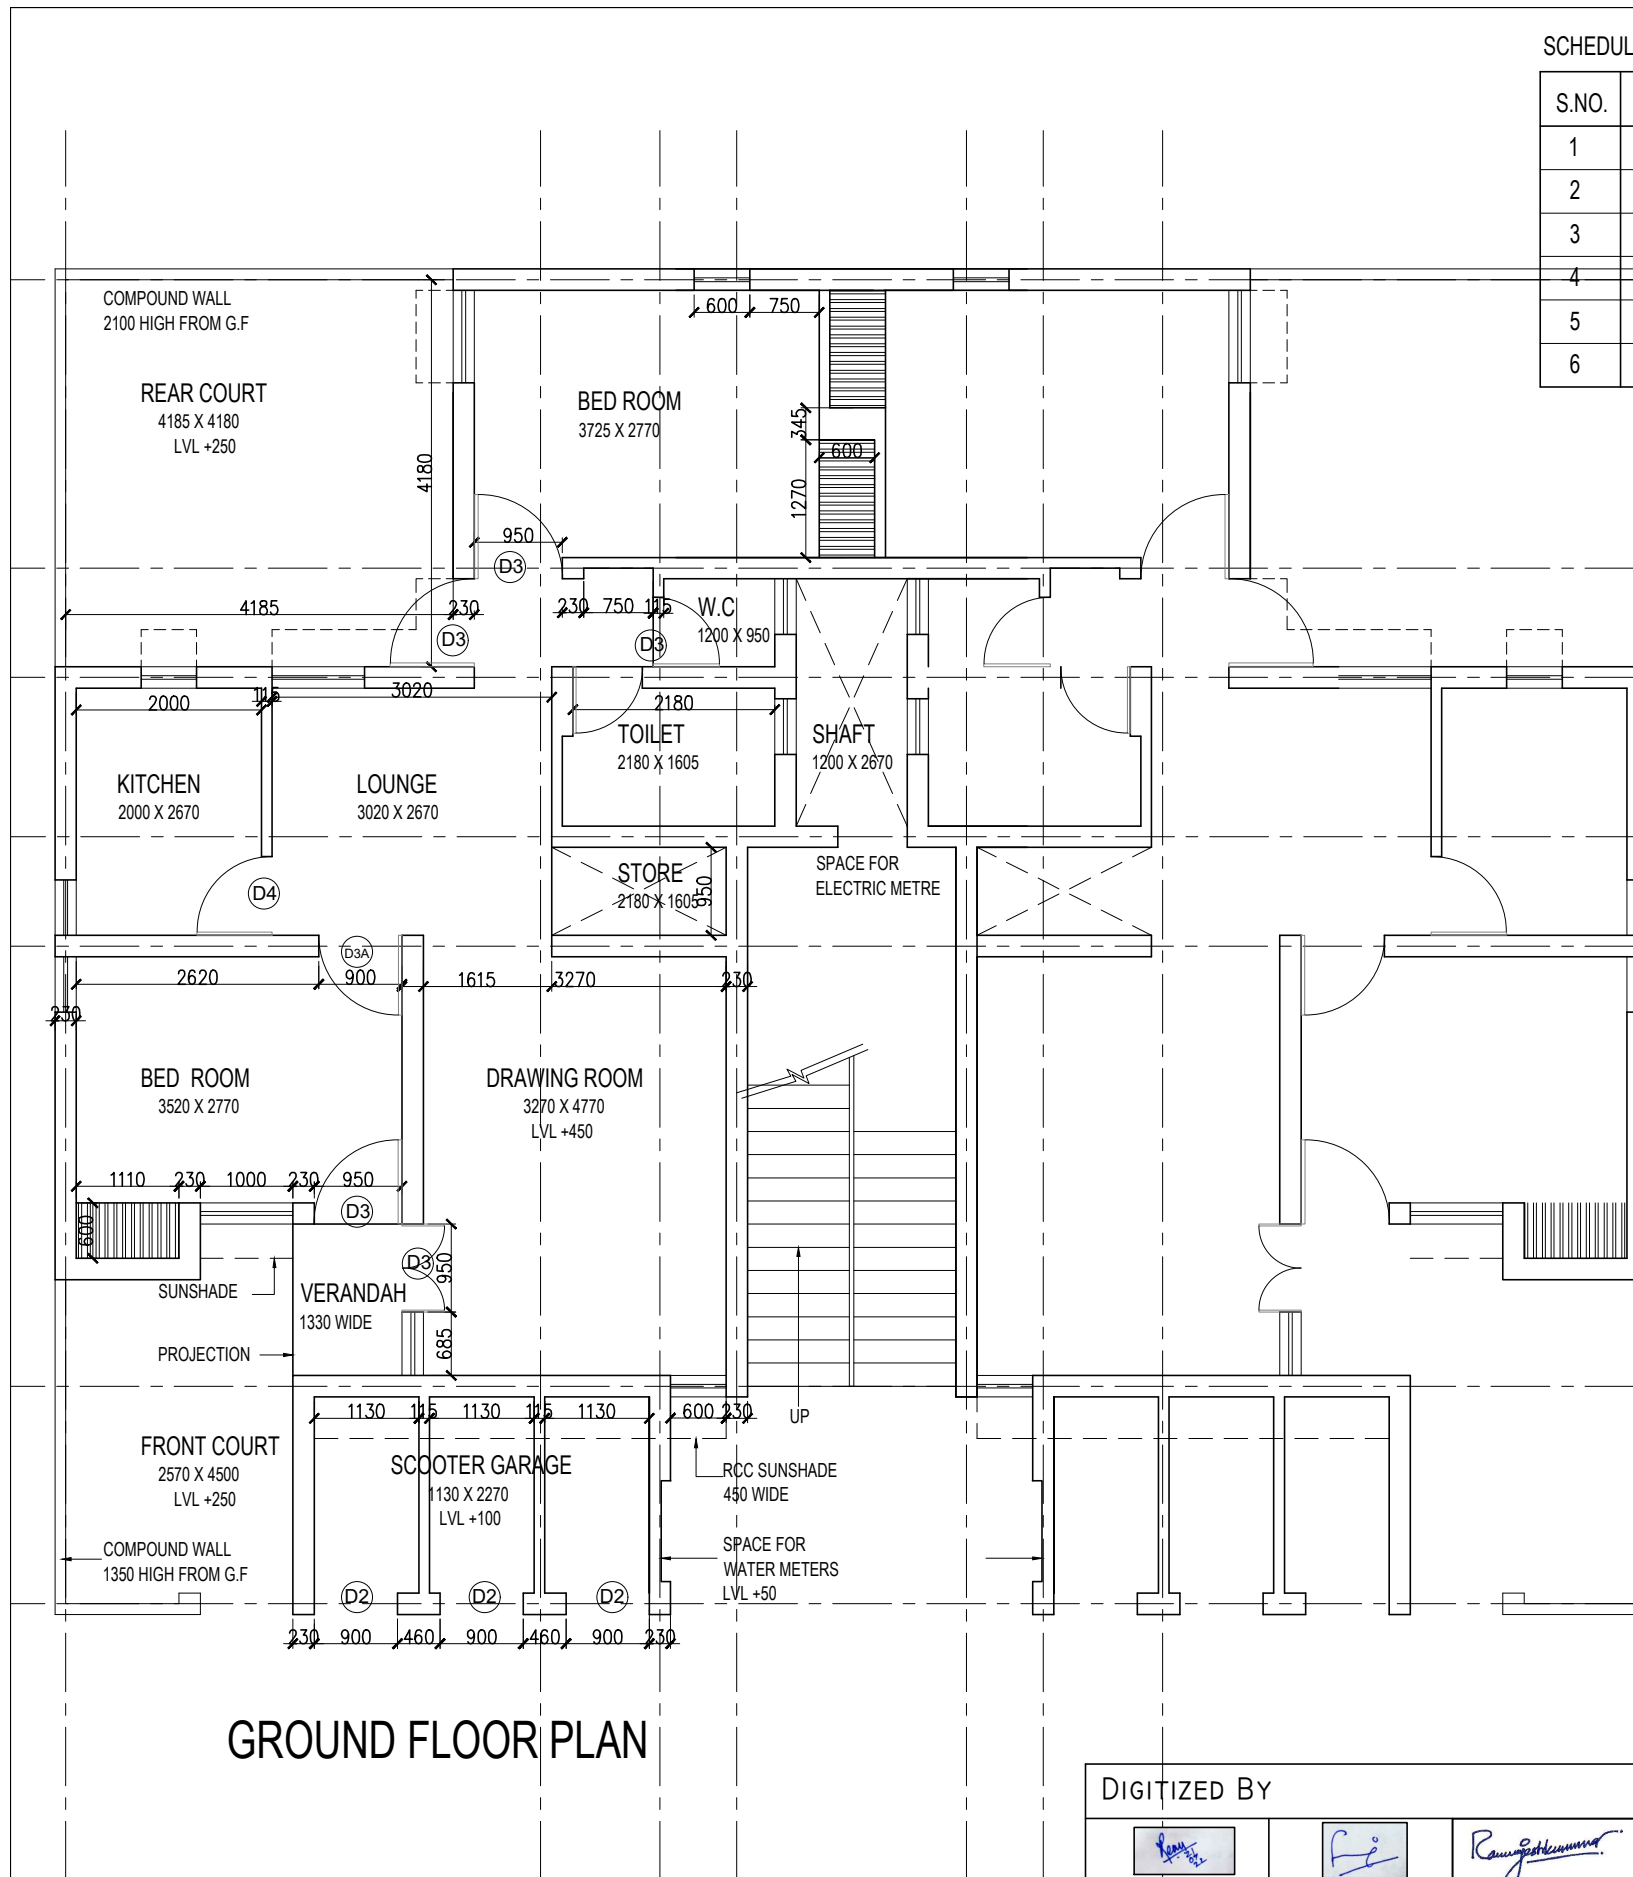 SCHEDUL
S.NO.
1
2
3
4
5
6
COMPOUND WALL
2100 HIGH FROM G.F
600 750
REAR COURT
4185 X 4180
LVL +250
BED ROOM
3725 X 2770
345
600
4180
1270
950
D3
4185
230
230 750 115
W.C
1200 X 950
D3
D3
115
3020
2000
2180
TOILET
2180 X 1605
SHAFT
1200 X 2670
KITCHEN
2000 X 2670
LOUNGE
3020 X 2670
SPACE FOR
ELECTRIC METRE
STORE
2180 X 1605
950
D4
D3A
2620 900 1615 3270 230
230
BED ROOM
3520 X 2770
DRAWING ROOM
3270 X 4770
LVL +450
1110 230 1000 230 950
D3
600
D3
950
SUNSHADE
VERANDAH
1330 WIDE
685
PROJECTION
1130 115 1130 115 1130 600 230
UP
FRONT COURT
2570 X 4500
LVL +250
SCOOTER GARAGE
1130 X 2270
LVL +100
RCC SUNSHADE
450 WIDE
COMPOUND WALL
1350 HIGH FROM G.F
SPACE FOR
WATER METERS
LVL +50
D2 D2 D2
230 900 460 900 460 900 230
GROUND FLOOR PLAN
DIGITIZED BY